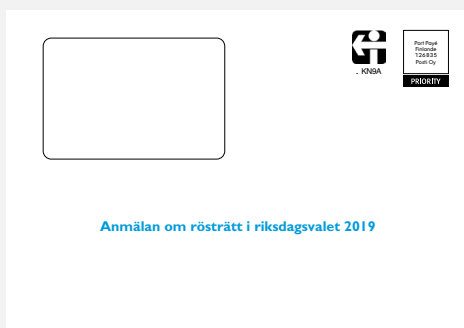 Port Payé
Finlande
126835
Posti Oy
PRIORITY
. KN9A
Anmälan om rösträtt i riksdagsvalet 2019